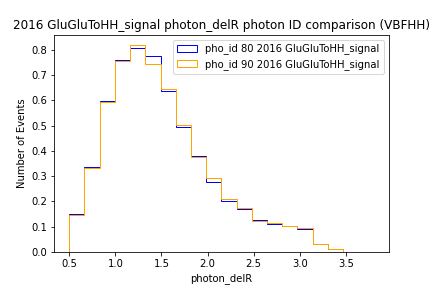 2016 GluGluToHH_signal photon_delR photon ID comparison (VBFHH)
pho_id 80 2016 GluGluToHH_signal
pho_id 90 2016 GluGluToHH_signal
Number of Events
0.8
0.7
0.6
0.5
0.4
0.3
0.2
0.1
0.0
0.5 1.0 1.5 2.0 2.5 3.0 3.5
photon_delR